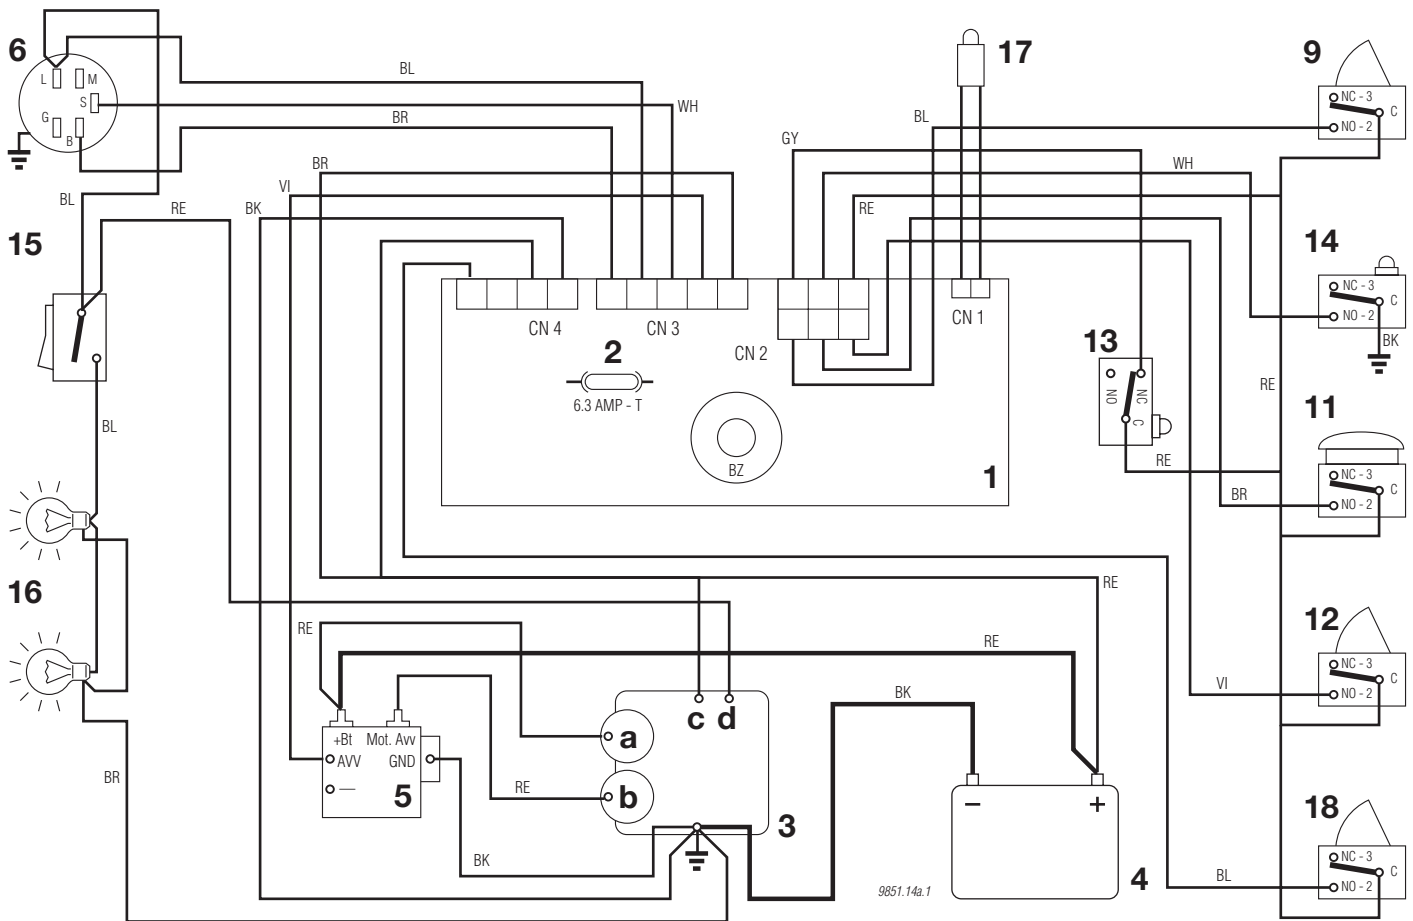 6
L
M
S
G
B
BL
WH
BR
BR
VI
BK
BL
RE
15
BL
16
BR
17
BL
GY
WH
RE
CN 4
CN 3
CN 2
CN 1
2
6.3 AMP - T
BZ
1
13
NO
NC
C
RE
RE
9
NC - 3
C
NO - 2
14
NC - 3
C
NO - 2
BK
11
NC - 3
C
NO - 2
BR
12
NC - 3
C
NO - 2
VI
18
NC - 3
C
NO - 2
BL
RE
RE
RE
+Bt
Mot. Avv
AVV
GND
—
5
RE
BK
a
b
c d
3
BK
–
+
4
9851.14a.1